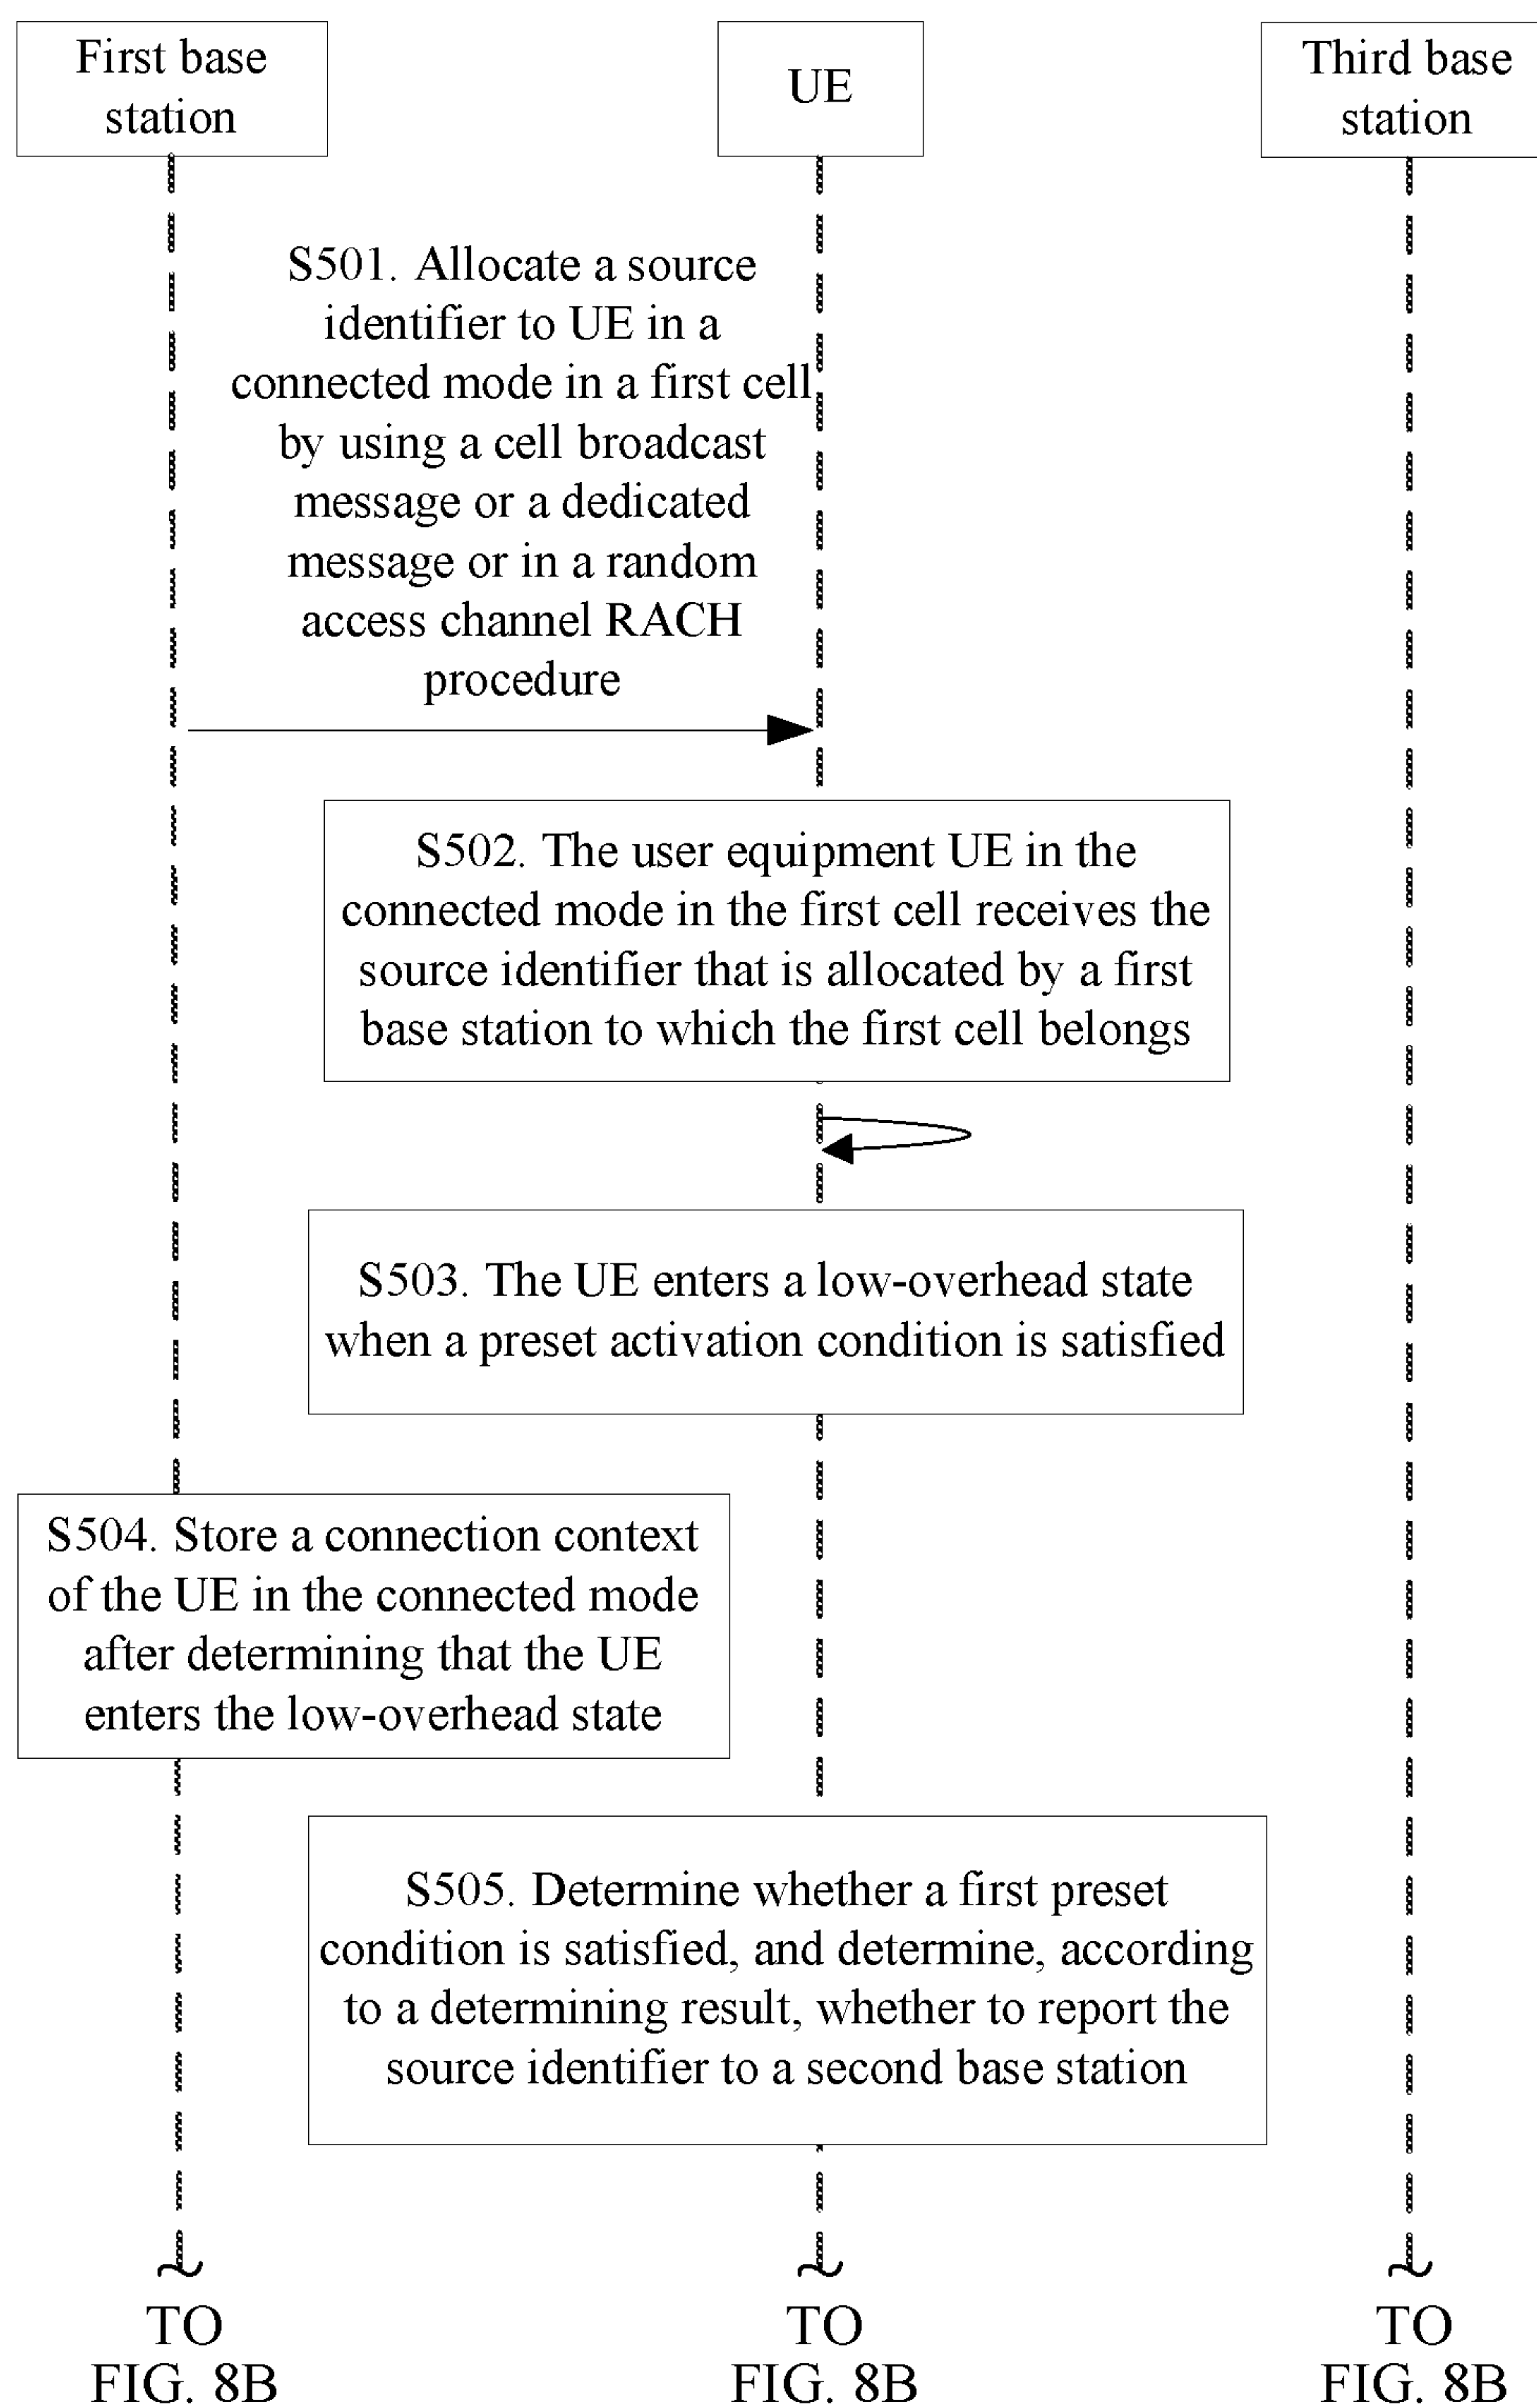 First base
station
UE
Third base
station
S501. Allocate a source
identifier to UE in a
connected mode in a first cell
by using a cell broadcast
message or a dedicated
message or in a random
access channel RACH
procedure
S502. The user equipment UE in the
connected mode in the first cell receives the
source identifier that is allocated by a first
base station to which the first cell belongs
S503. The UE enters a low-overhead state
when a preset activation condition is satisfied
S504. Store a connection context
of the UE in the connected mode
after determining that the UE
enters the low-overhead state
S505. Determine whether a first preset
condition is satisfied, and determine, according
to a determining result, whether to report the
source identifier to a second base station
TO
FIG. 8B
TO
FIG. 8B
TO
FIG. 8B